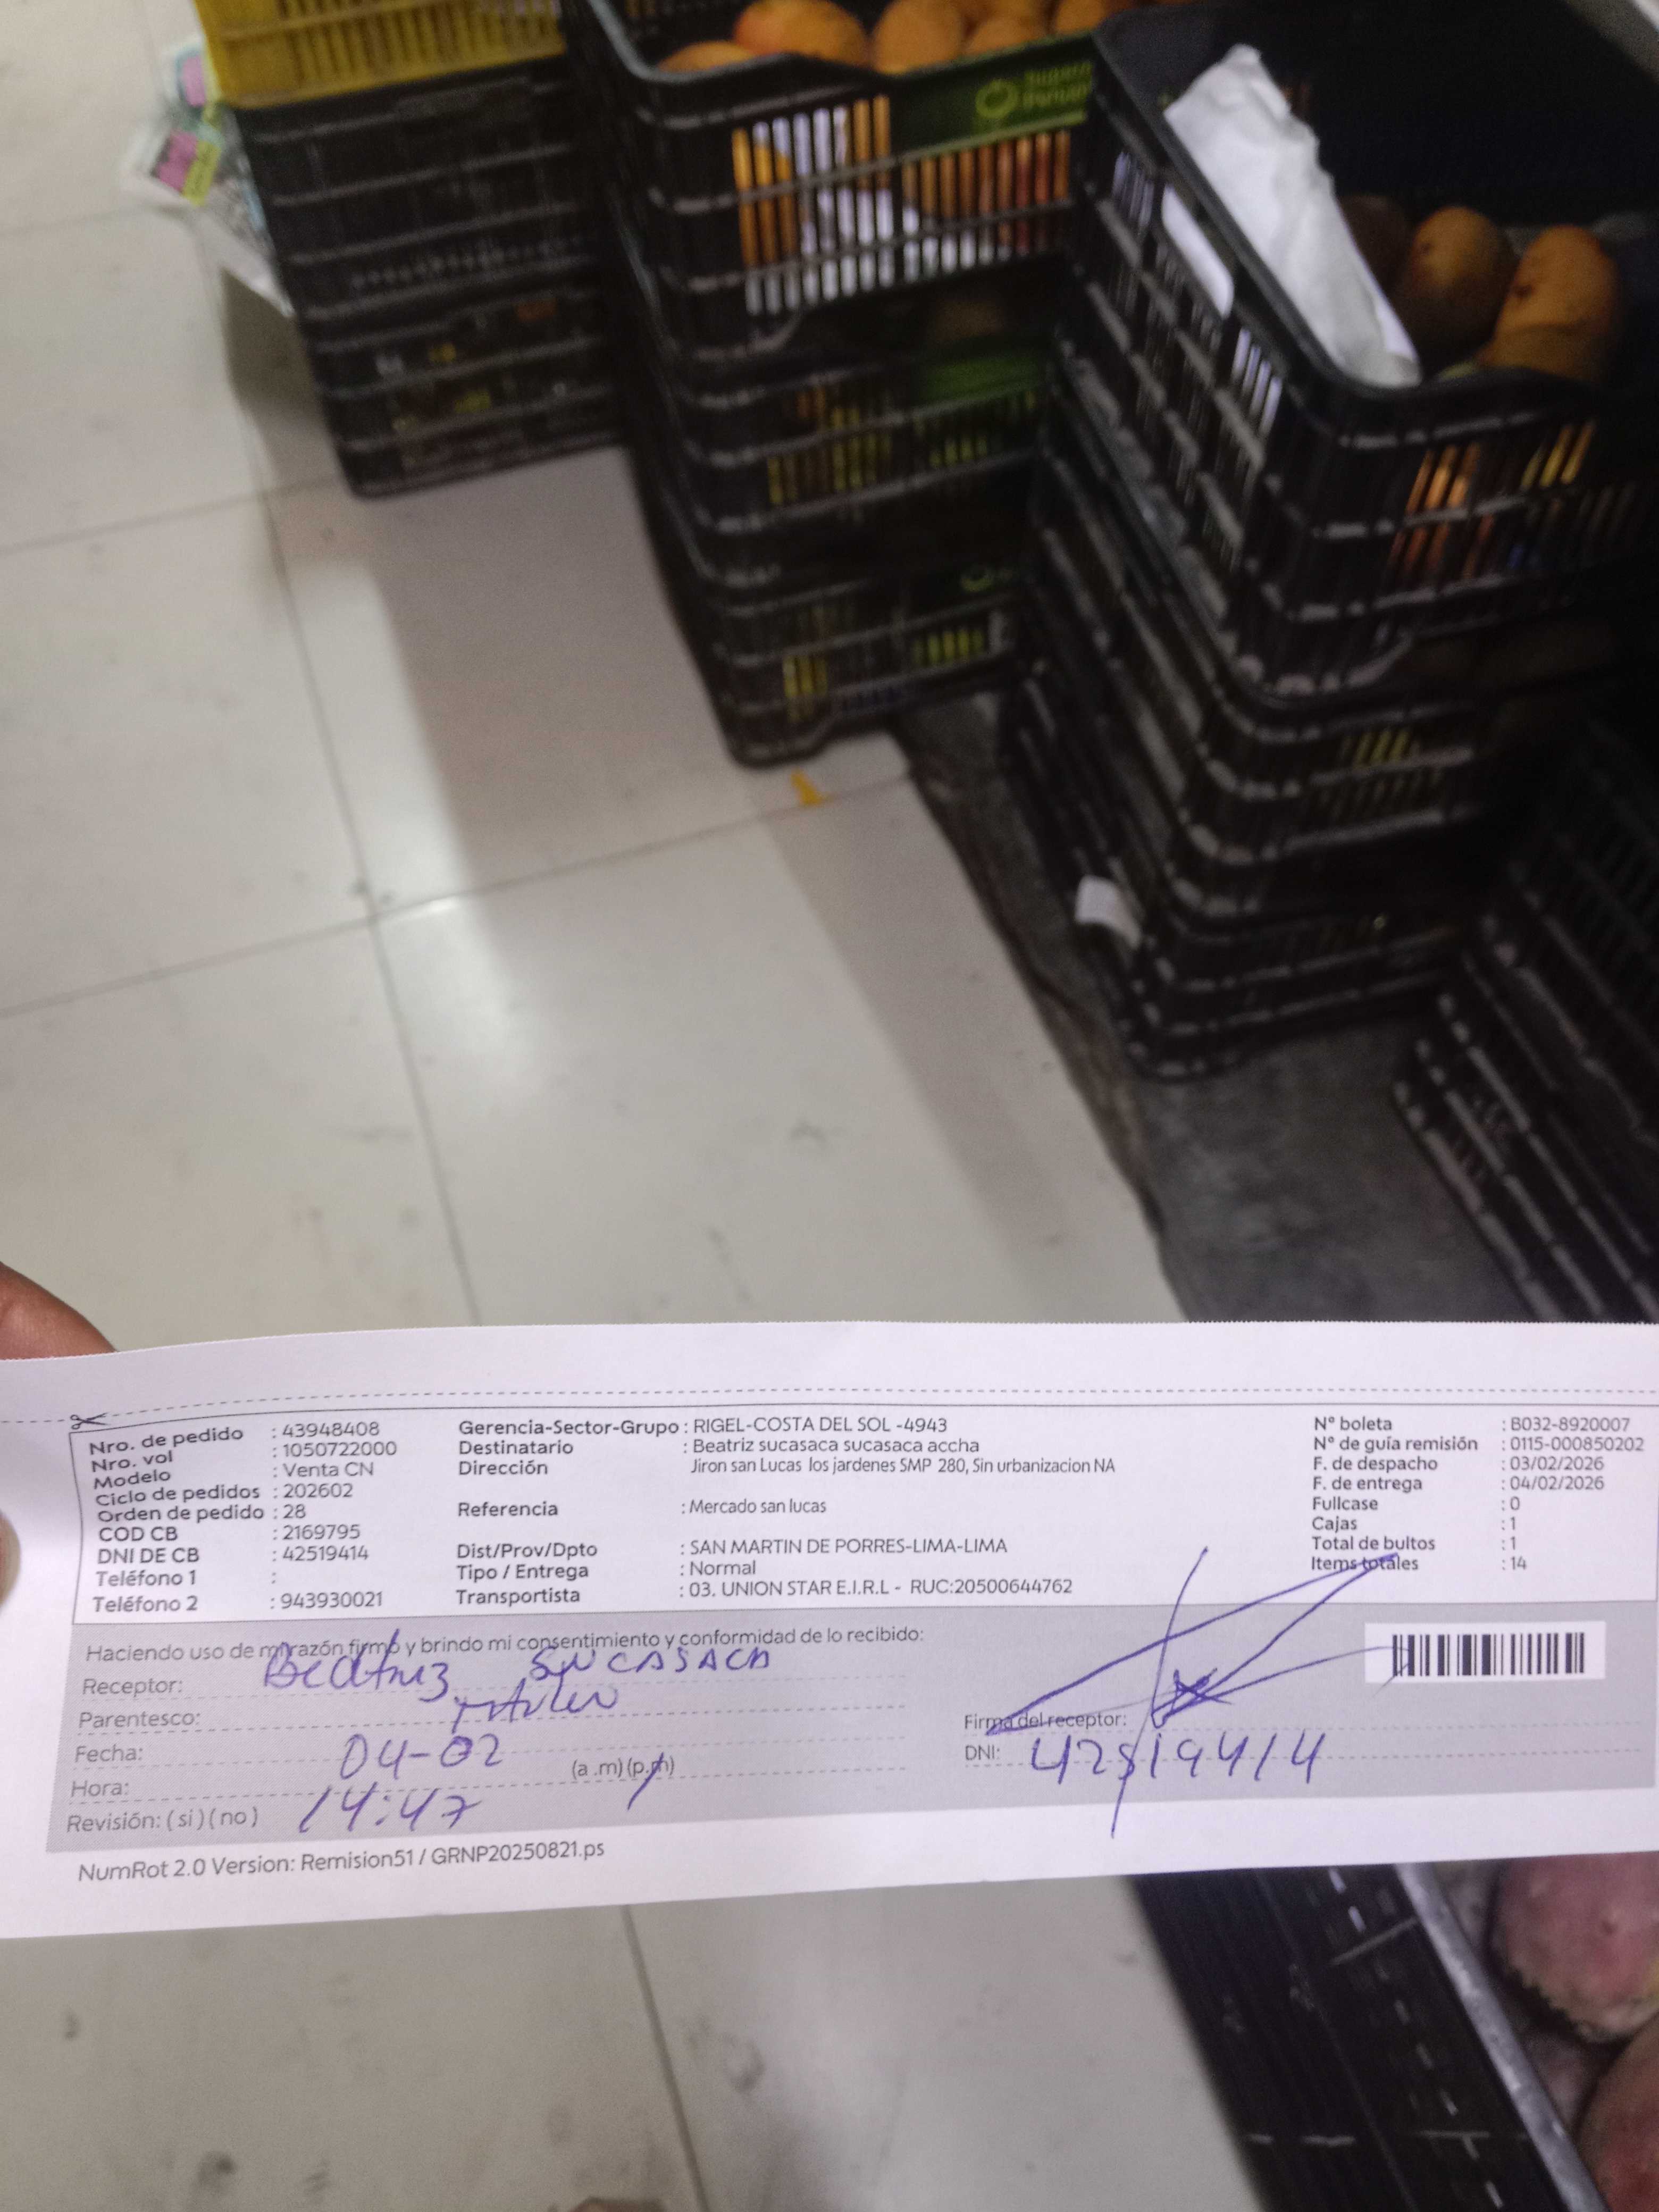 Nro. de pedido : 43948408
Nro. vol : 1050722000
Modelo : Venta CN
Ciclo de pedidos : 202602
Orden de pedido : 28
COD CB : 2169795
DNI DE CB : 42519414
Teléfono 1 :
Teléfono 2 : 943930021
Gerencia-Sector-Grupo : RIGEL-COSTA DEL SOL -4943
Destinatario : Beatriz sucasaca sucasaca accha
Dirección : Jiron san Lucas los jardenes SMP 280, Sin urbanizacion NA
Referencia : Mercado san lucas
Dist/Prov/Dpto : SAN MARTIN DE PORRES-LIMA-LIMA
Tipo / Entrega : Normal
Transportista : 03. UNION STAR E.I.R.L - RUC:20500644762
N° boleta : B032-8920007
N° de guía remisión : 0115-000850202
F. de despacho : 03/02/2026
F. de entrega : 04/02/2026
Fullcase : 0
Cajas : 1
Total de bultos : 1
Items totales : 14
Haciendo uso de mi razón firmo y brindo mi consentimiento y conformidad de lo recibido:
Receptor: Beatriz SUCASACA
Parentesco: titular
Fecha: 04-02
Hora: 14:47 (a.m) (p.m)
Revisión: ( si ) ( no )
Firma del receptor:
DNI: 42519414
NumRot 2.0 Version: Remision51 / GRNP20250821.ps